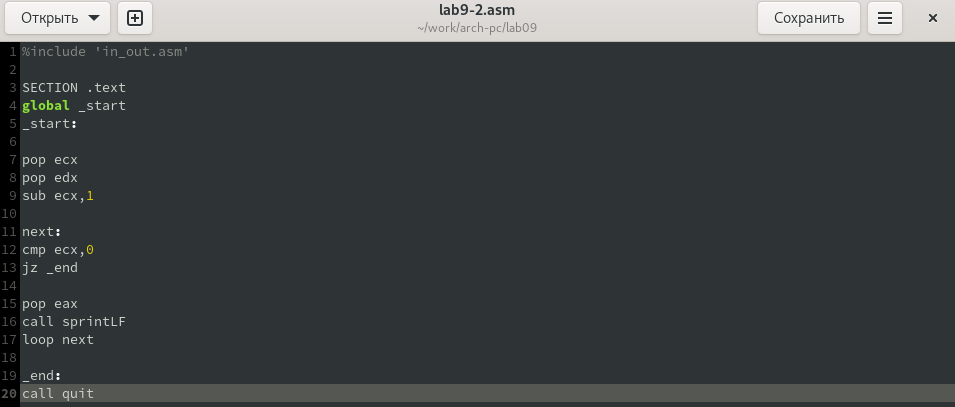 Открыть
lab9-2.asm
~/work/arch-pc/lab09
Сохранить
1 %include 'in_out.asm'
2
3 SECTION .text
4 global _start
5 _start:
6
7 pop ecx
8 pop edx
9 sub ecx,1
10
11 next:
12 cmp ecx,0
13 jz _end
14
15 pop eax
16 call sprintLF
17 loop next
18
19 _end:
20 call quit